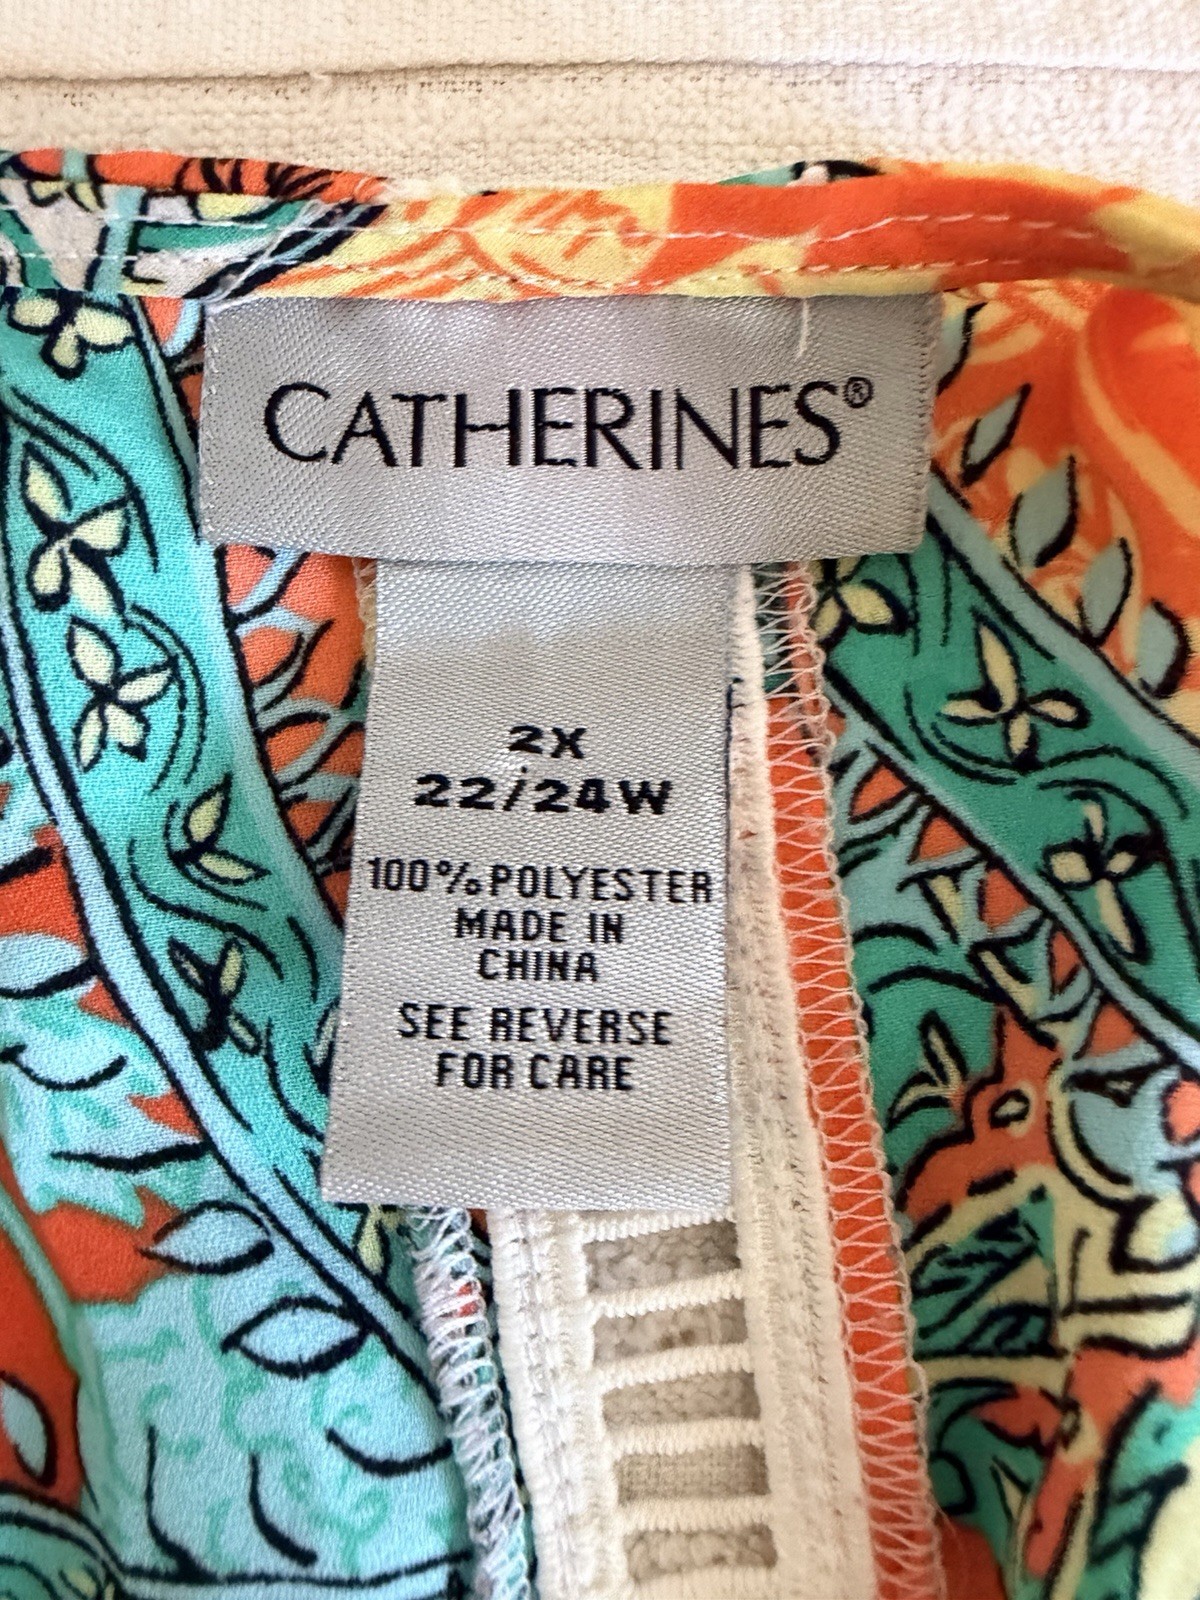 CATHERINES®
2X
22/24W
100% POLYESTER
MADE IN
CHINA
SEE REVERSE
FOR CARE